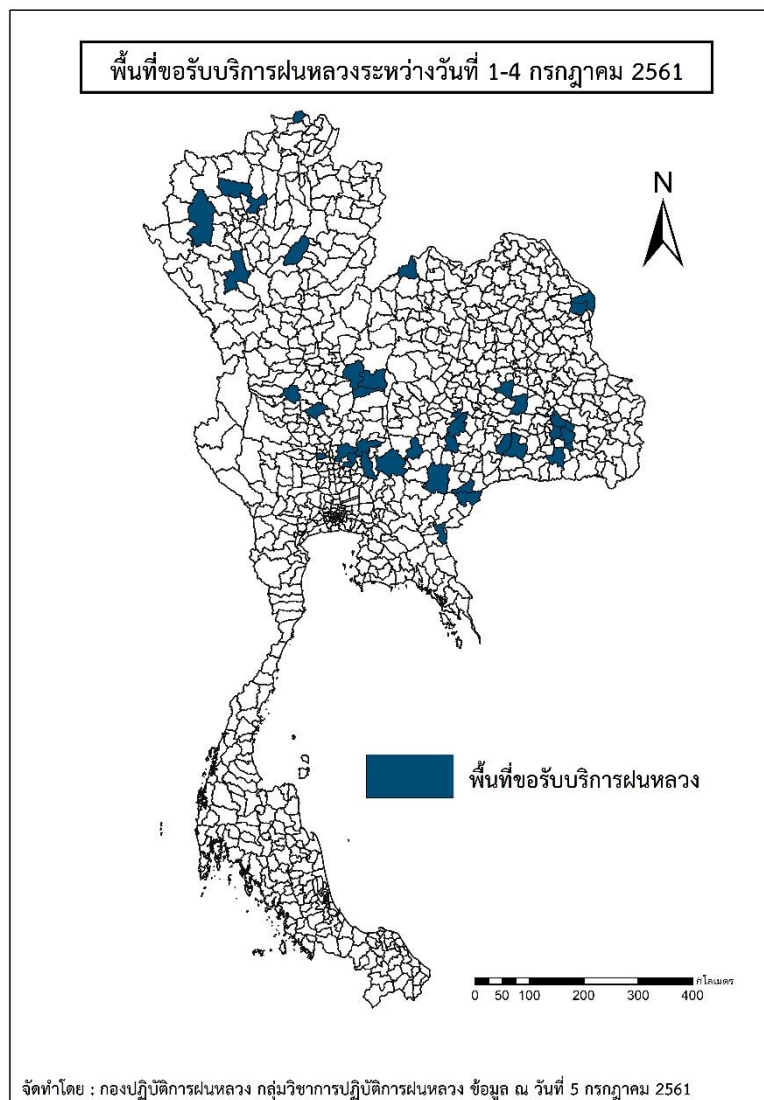 พื้นที่ขอรับบริการฝนหลวงระหว่างวันที่ 1-4 กรกฎาคม 2561
N
พื้นที่ขอรับบริการฝนหลวง
กิโลเมตร
0 25 50 100 200 300 400
จัดทำโดย : กองปฏิบัติการฝนหลวง กลุ่มวิชาการปฏิบัติการฝนหลวง ข้อมูล ณ วันที่ 5 กรกฎาคม 2561